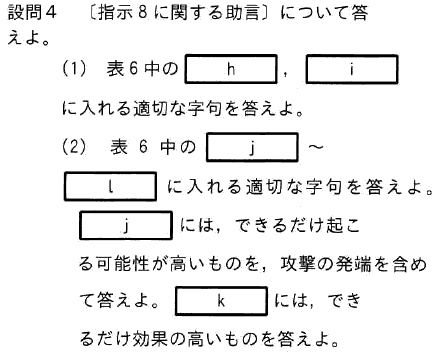 設問４　〔指示８に関する助言〕について答
えよ。
(1)　表６中の h ， i
に入れる適切な字句を答えよ。
(2)　表 6 中の j ～
l に入れる適切な字句を答えよ。
j には，できるだけ起こ
る可能性が高いものを，攻撃の発端を含め
て答えよ。 k には，でき
るだけ効果の高いものを答えよ。